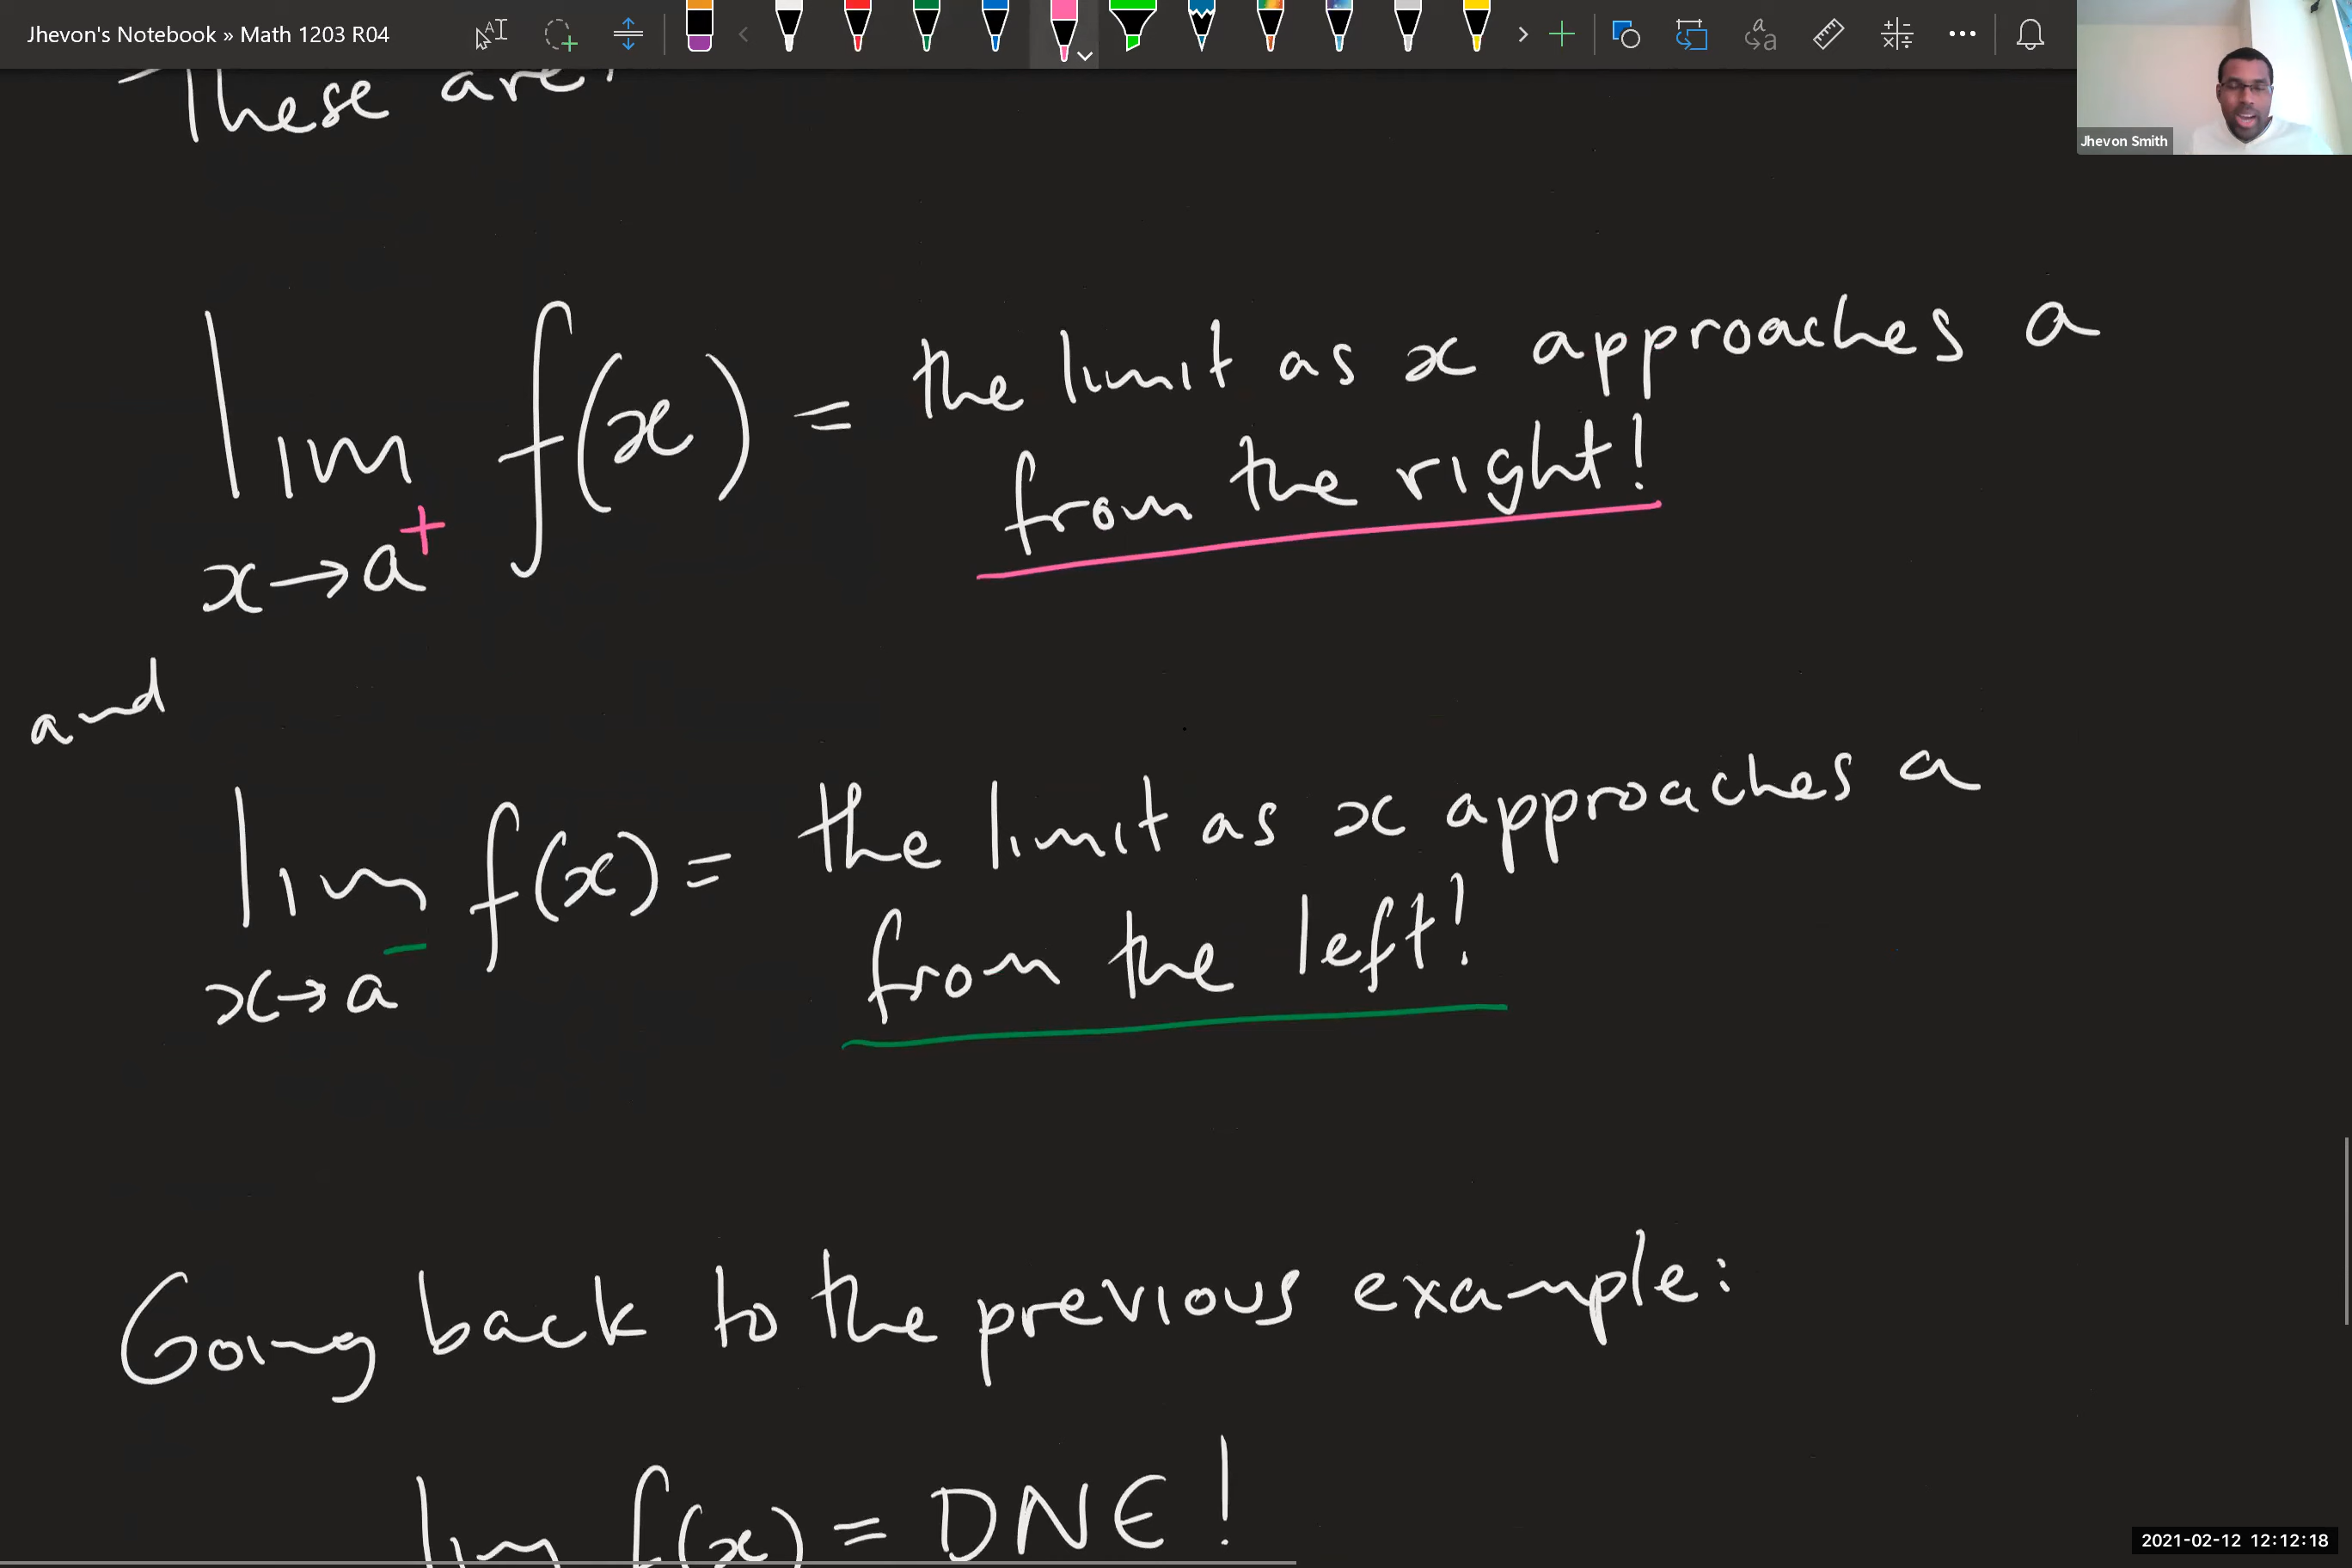 Jhevon's Notebook » Math 1203 R04
Jhevon Smith
These are:
lim f(x) = the limit as x approaches a
x→a⁺ from the right!
and
lim f(x) = the limit as x approaches a
x→a⁻ from the left!
Going back to the previous example:
lim f(x) = DNE!
2021-02-12 12:12:18